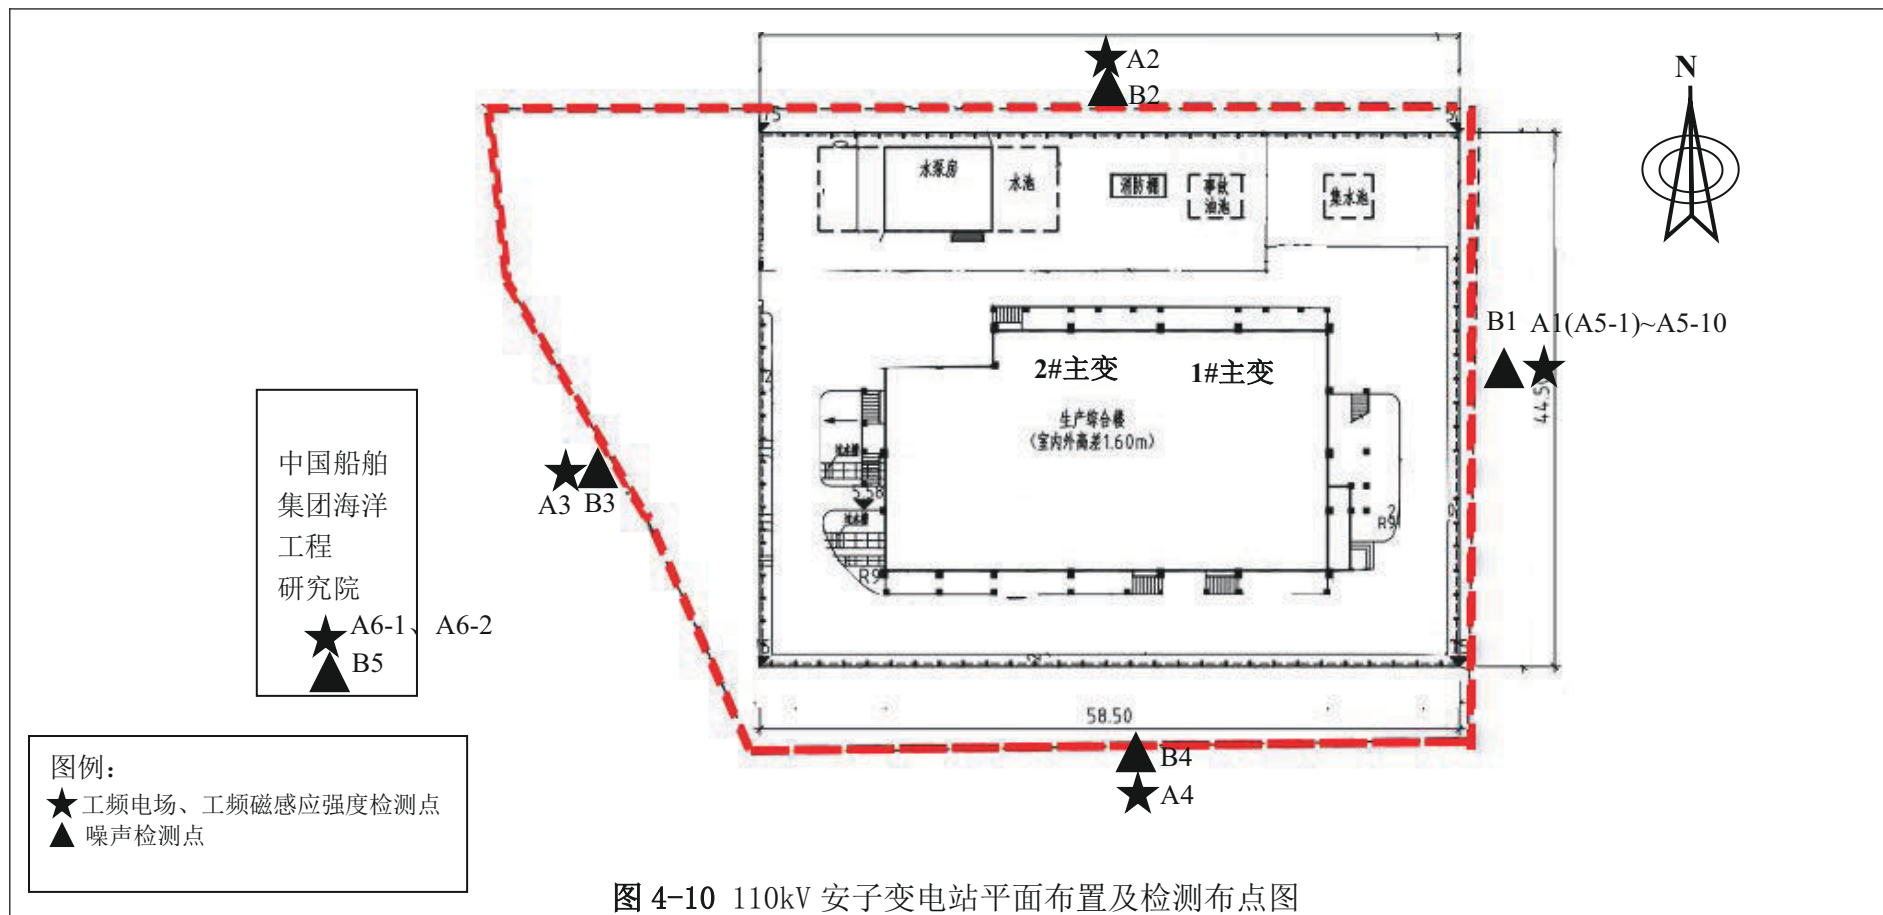 A2
B2
N
水泵房
水池
消防棚
事故
油池
集水池
B1
A1(A5-1)~A5-10
2#主变
1#主变
44.50
生产综合楼
(室内外高差1.60m)
中国船舶
集团海洋
工程
研究院
A3
B3
5.58
R9
R9
A6-1、A6-2
B5
58.50
B4
A4
图例：
工频电场、工频磁感应强度检测点
噪声检测点
图 4-10 110kV 安子变电站平面布置及检测布点图